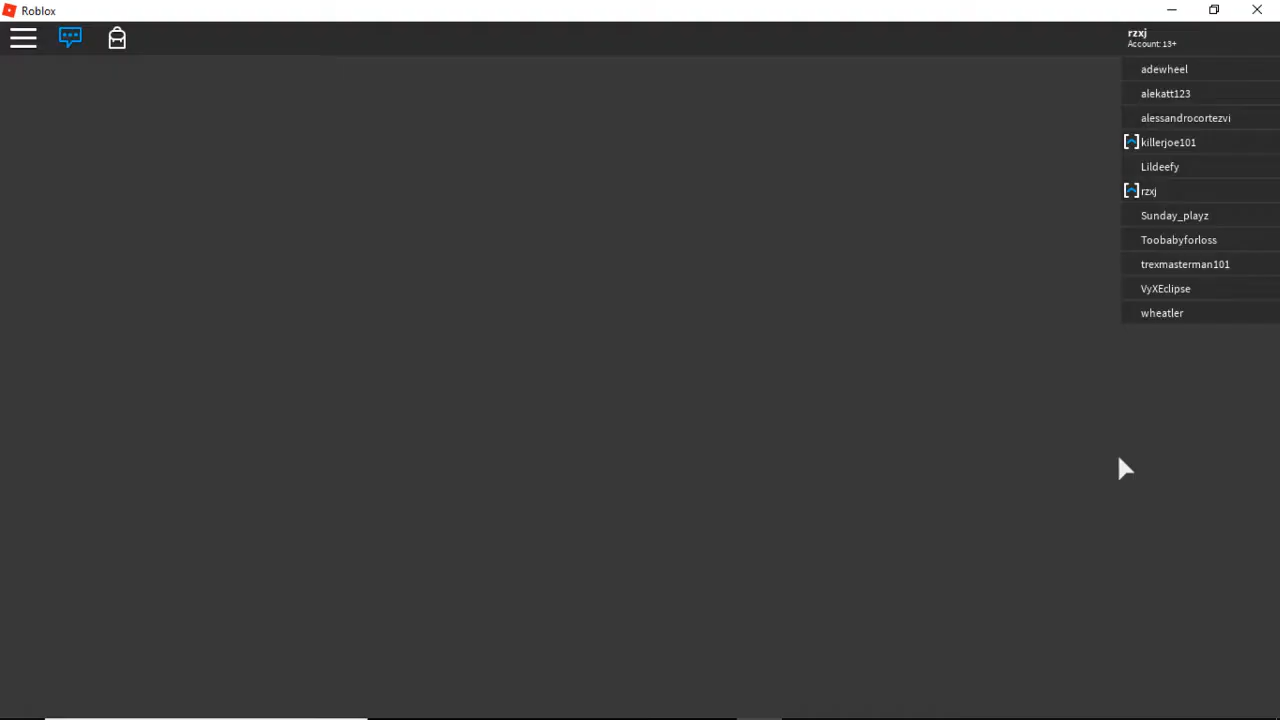 Roblox
rzxj
Account: 13+
adewheel
alekatt123
alessandrocortezvi
killerjoe101
Lildeefy
rzxj
Sunday_playz
Toobabyforloss
trexmasterman101
VyXEclipse
wheatler